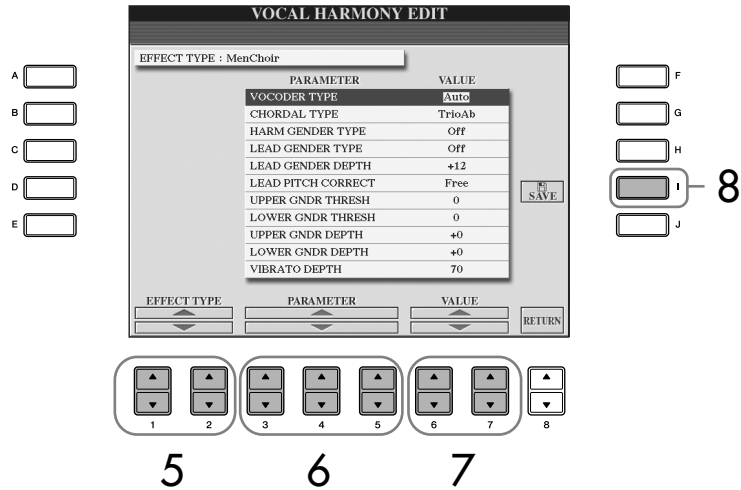 VOCAL HARMONY EDIT
EFFECT TYPE : MenChoir
PARAMETER VALUE
VOCODER TYPE Auto
CHORDAL TYPE TrioAb
HARM GENDER TYPE Off
LEAD GENDER TYPE Off
LEAD GENDER DEPTH +12
LEAD PITCH CORRECT Free
UPPER GNDR THRESH 0
LOWER GNDR THRESH 0
UPPER GNDR DEPTH +0
LOWER GNDR DEPTH +0
VIBRATO DEPTH 70
SAVE
EFFECT TYPE PARAMETER VALUE
RETURN
A
B
C
D
E
F
G
H
I 8
J
1 2 3 4 5 6 7 8
5 6 7